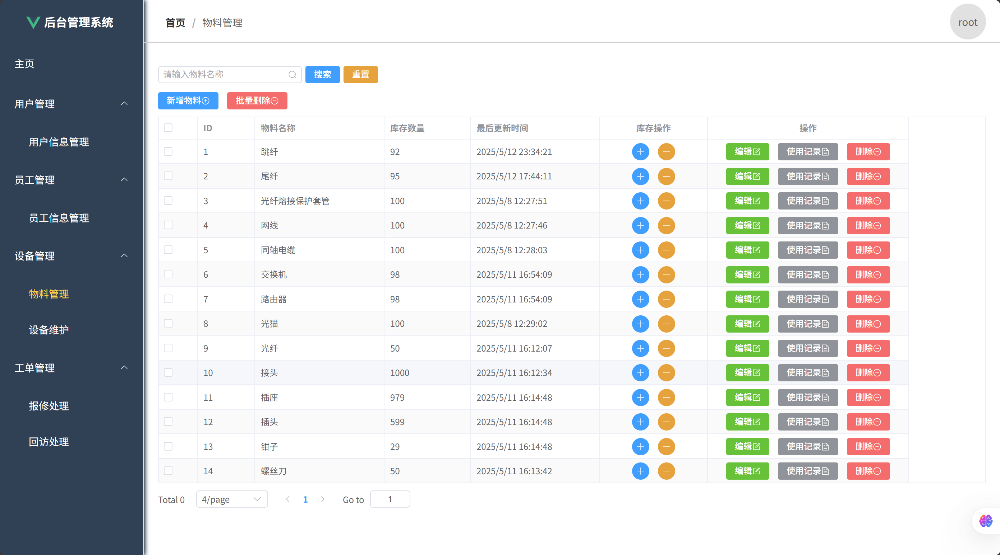 后台管理系统
主页
用户管理
用户信息管理
员工管理
员工信息管理
设备管理
物料管理
设备维护
工单管理
报修处理
回访处理
首页 / 物料管理
root
请输入物料名称 搜索 重置
新增物料 批量删除
ID 物料名称 库存数量 最后更新时间 库存操作 操作
1 跳纤 92 2025/5/12 23:34:21 编辑 使用记录 删除
2 尾纤 95 2025/5/12 17:44:11 编辑 使用记录 删除
3 光纤熔接保护套管 100 2025/5/8 12:27:51 编辑 使用记录 删除
4 网线 100 2025/5/8 12:27:46 编辑 使用记录 删除
5 同轴电缆 100 2025/5/8 12:28:03 编辑 使用记录 删除
6 交换机 98 2025/5/11 16:54:09 编辑 使用记录 删除
7 路由器 98 2025/5/11 16:54:09 编辑 使用记录 删除
8 光猫 100 2025/5/8 12:29:02 编辑 使用记录 删除
9 光纤 50 2025/5/11 16:12:07 编辑 使用记录 删除
10 接头 1000 2025/5/11 16:12:34 编辑 使用记录 删除
11 插座 979 2025/5/11 16:14:48 编辑 使用记录 删除
12 插头 599 2025/5/11 16:14:48 编辑 使用记录 删除
13 钳子 29 2025/5/11 16:14:48 编辑 使用记录 删除
14 螺丝刀 50 2025/5/11 16:13:42 编辑 使用记录 删除
Total 0 4/page 1 Go to 1